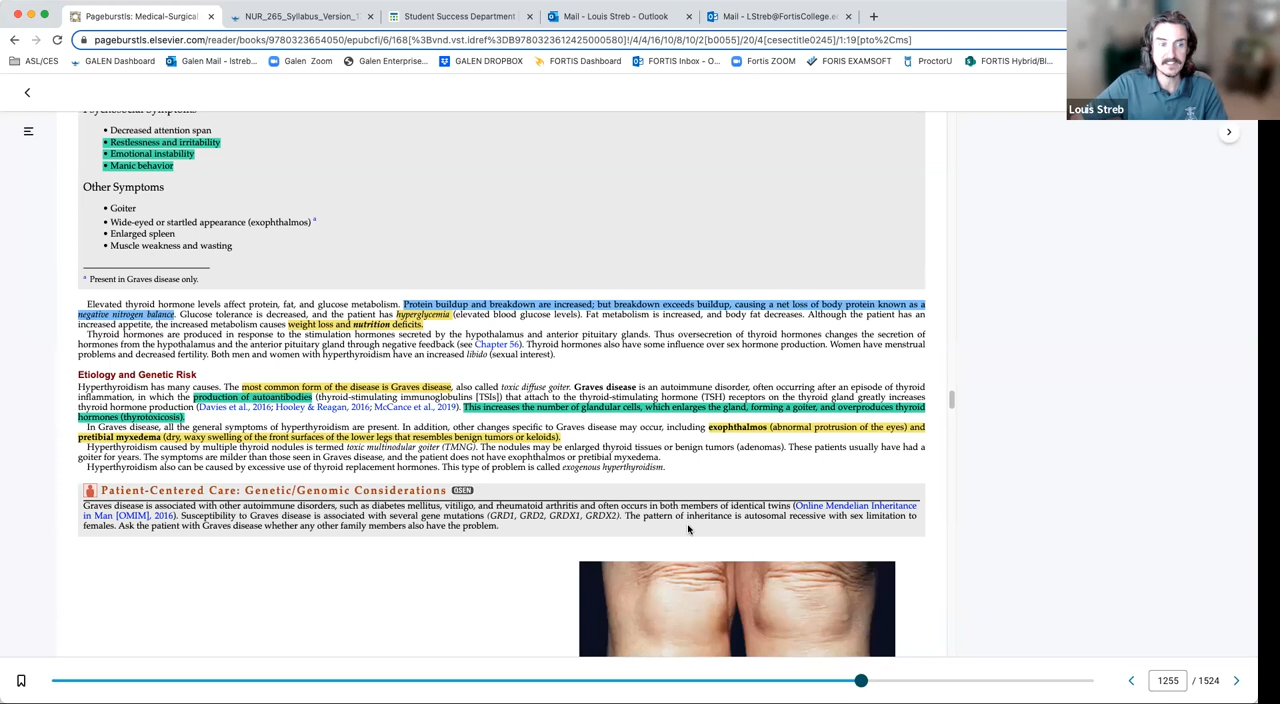 Pageburstls: Medical-Surgical
NUR_265_Syllabus_Version_1
Student Success Department
Mail - Louis Streb - Outlook
Mail - LStreb@FortisCollege.e
pageburstls.elsevier.com/reader/books/9780323654050/epubcfi/6/168[%3Bvnd.vst.idref%3DB9780323612425000580]!/4/4/16/10/8/10/2[b0055]/20/4[cesectitle0245]/1:19[pto%2Cms]
ASL/CES
GALEN Dashboard
Galen Mail - lstreb...
Galen Zoom
Galen Enterprise...
GALEN DROPBOX
FORTIS Dashboard
FORTIS Inbox - O...
Fortis ZOOM
FORIS EXAMSOFT
ProctorU
FORTIS Hybrid/Bl...
Louis Streb
Psychosocial Symptoms
• Decreased attention span
• Restlessness and irritability
• Emotional instability
• Manic behavior
Other Symptoms
• Goiter
• Wide-eyed or startled appearance (exophthalmos) a
• Enlarged spleen
• Muscle weakness and wasting
a Present in Graves disease only.
Elevated thyroid hormone levels affect protein, fat, and glucose metabolism. Protein buildup and breakdown are increased; but breakdown exceeds buildup, causing a net loss of body protein known as a
negative nitrogen balance. Glucose tolerance is decreased, and the patient has hyperglycemia (elevated blood glucose levels). Fat metabolism is increased, and body fat decreases. Although the patient has an
increased appetite, the increased metabolism causes weight loss and nutrition deficits.
Thyroid hormones are produced in response to the stimulation hormones secreted by the hypothalamus and anterior pituitary glands. Thus oversecretion of thyroid hormones changes the secretion of
hormones from the hypothalamus and the anterior pituitary gland through negative feedback (see Chapter 56). Thyroid hormones also have some influence over sex hormone production. Women have menstrual
problems and decreased fertility. Both men and women with hyperthyroidism have an increased libido (sexual interest).
Etiology and Genetic Risk
Hyperthyroidism has many causes. The most common form of the disease is Graves disease, also called toxic diffuse goiter. Graves disease is an autoimmune disorder, often occurring after an episode of thyroid
inflammation, in which the production of autoantibodies (thyroid-stimulating immunoglobulins [TSIs]) that attach to the thyroid-stimulating hormone (TSH) receptors on the thyroid gland greatly increases
thyroid hormone production (Davies et al., 2016; Hooley & Reagan, 2016; McCance et al., 2019). This increases the number of glandular cells, which enlarges the gland, forming a goiter, and overproduces thyroid
hormones (thyrotoxicosis).
In Graves disease, all the general symptoms of hyperthyroidism are present. In addition, other changes specific to Graves disease may occur, including exophthalmos (abnormal protrusion of the eyes) and
pretibial myxedema (dry, waxy swelling of the front surfaces of the lower legs that resembles benign tumors or keloids).
Hyperthyroidism caused by multiple thyroid nodules is termed toxic multinodular goiter (TMNG). The nodules may be enlarged thyroid tissues or benign tumors (adenomas). These patients usually have had a
goiter for years. The symptoms are milder than those seen in Graves disease, and the patient does not have exophthalmos or pretibial myxedema.
Hyperthyroidism also can be caused by excessive use of thyroid replacement hormones. This type of problem is called exogenous hyperthyroidism.
Patient-Centered Care: Genetic/Genomic Considerations QSEN
Graves disease is associated with other autoimmune disorders, such as diabetes mellitus, vitiligo, and rheumatoid arthritis and often occurs in both members of identical twins (Online Mendelian Inheritance
in Man [OMIM], 2016). Susceptibility to Graves disease is associated with several gene mutations (GRD1, GRD2, GRDX1, GRDX2). The pattern of inheritance is autosomal recessive with sex limitation to
females. Ask the patient with Graves disease whether any other family members also have the problem.
1255 / 1524